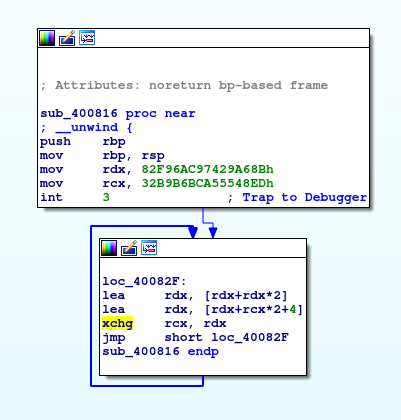 ; Attributes: noreturn bp-based frame
sub_400816 proc near
; __unwind {
push rbp
mov rbp, rsp
mov rdx, 82F96AC97429A68Bh
mov rcx, 32B9B6BCA55548EDh
int 3 ; Trap to Debugger
loc_40082F:
lea rdx, [rdx+rdx*2]
lea rdx, [rdx+rcx*2+4]
xchg rcx, rdx
jmp short loc_40082F
sub_400816 endp